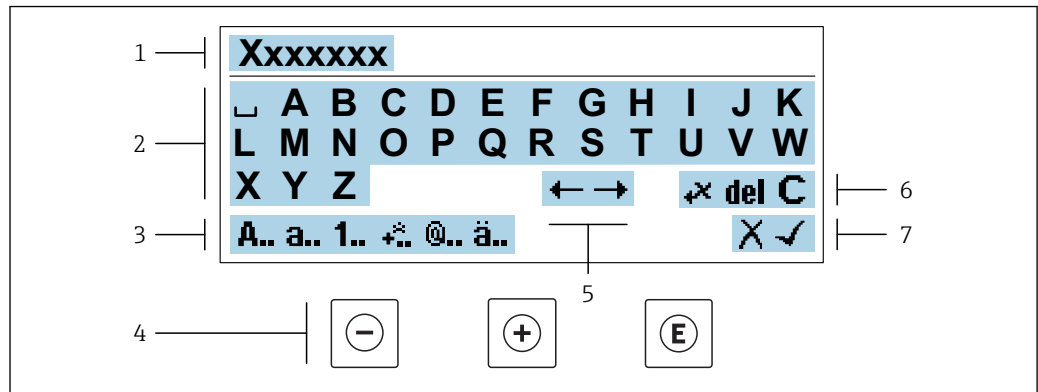 1 Xxxxxxx
␣ A B C D E F G H I J K
2 L M N O P Q R S T U V W
X Y Z ← → ↚ del C 6
3 A.. a.. 1.. +*.. @.. ä.. X ✓ 7
5
4 − + E